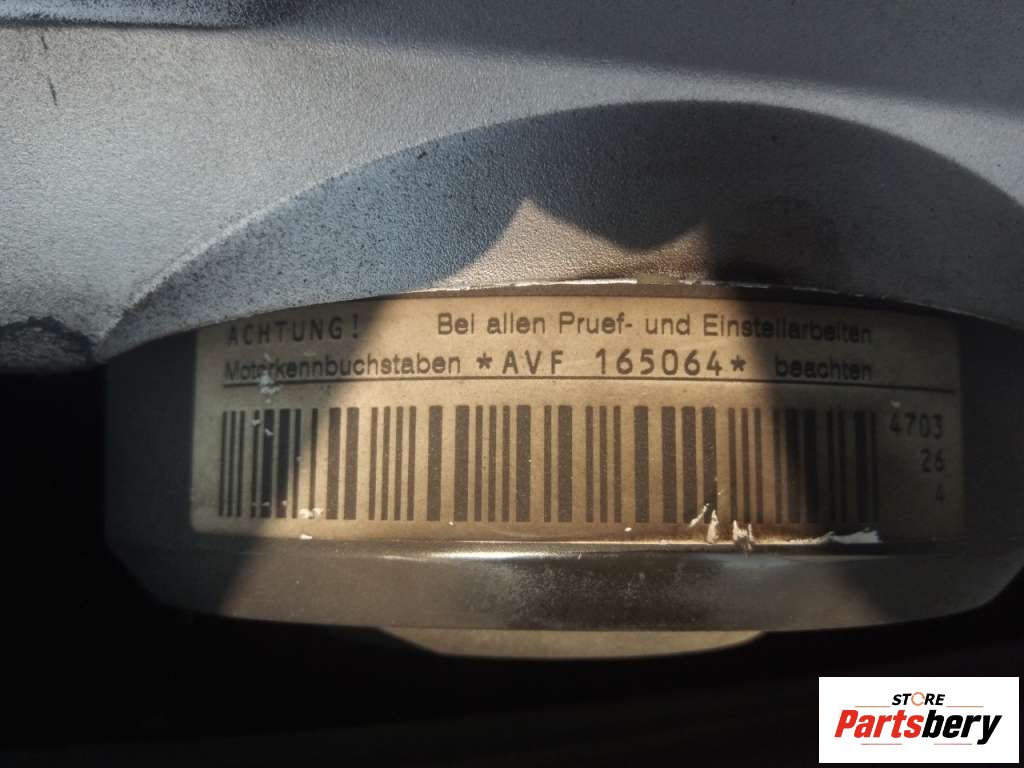 ACHTUNG! Bei allen Pruef- und Einstellarbeiten
Motorkennbuchstaben *AVF 165064* beachten
4703
26
4
STORE
Partsbery